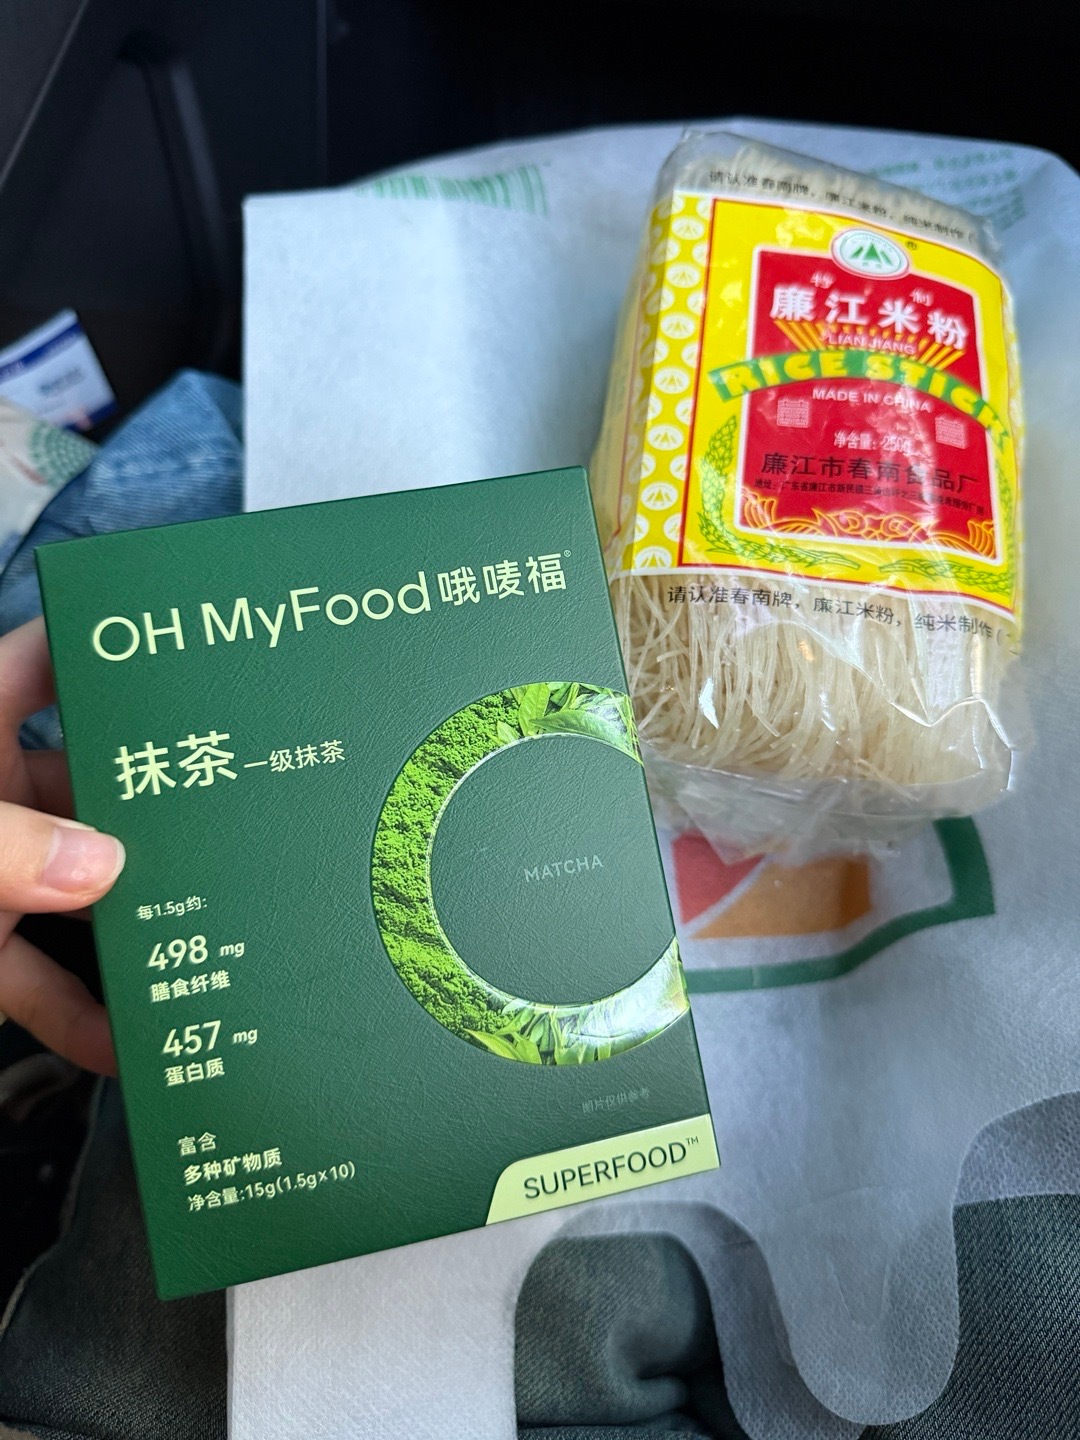 OH MyFood 哦唛福®
抹茶 一级抹茶
MATCHA
每1.5g约:
498 mg
膳食纤维
457 mg
蛋白质
富含
多种矿物质
净含量:15g(1.5g×10)
照片仅供参考
SUPERFOOD™
请认准春南牌，廉江米粉，纯米制作(
®
特制
廉江米粉
LIANJIANG
RICE STICK
MADE IN CHINA
净含量：250g
廉江市春南食品厂
请认准春南牌，廉江米粉，纯米制作(